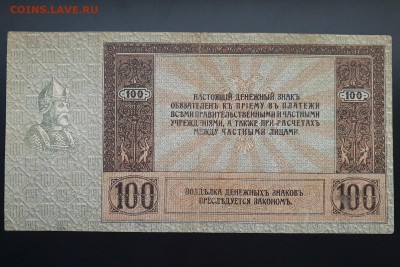 COINS.LAVE.RU
100 100
НАСТОЯЩІЙ ДЕНЕЖНЫЙ ЗНАКЪ
ОБЯЗАТЕЛЕНЪ КЪ ПРІЕМУ ВЪ ПЛАТЕЖИ
ВСѢМИ ПРАВИТЕЛЬСТВЕННЫМИ И ЧАСТНЫМИ
УЧРЕЖДЕНІЯМИ, А ТАКЖЕ ПРИ РАСЧЕТАХЪ
МЕЖДУ ЧАСТНЫМИ ЛИЦАМИ.
100 100
ПОДДѢЛКА ДЕНЕЖНЫХЪ ЗНАКОВЪ
ПРЕСЛѢДУЕТСЯ ЗАКОНОМЪ.